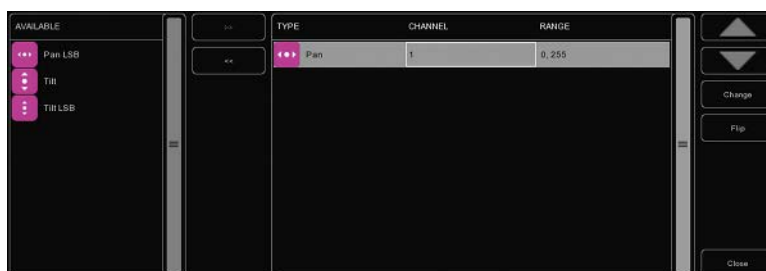 AVAILABLE
Pan LSB
Tilt
Tilt LSB
>>
<<
TYPE CHANNEL RANGE
Pan 1 0, 255
Change
Flip
Close